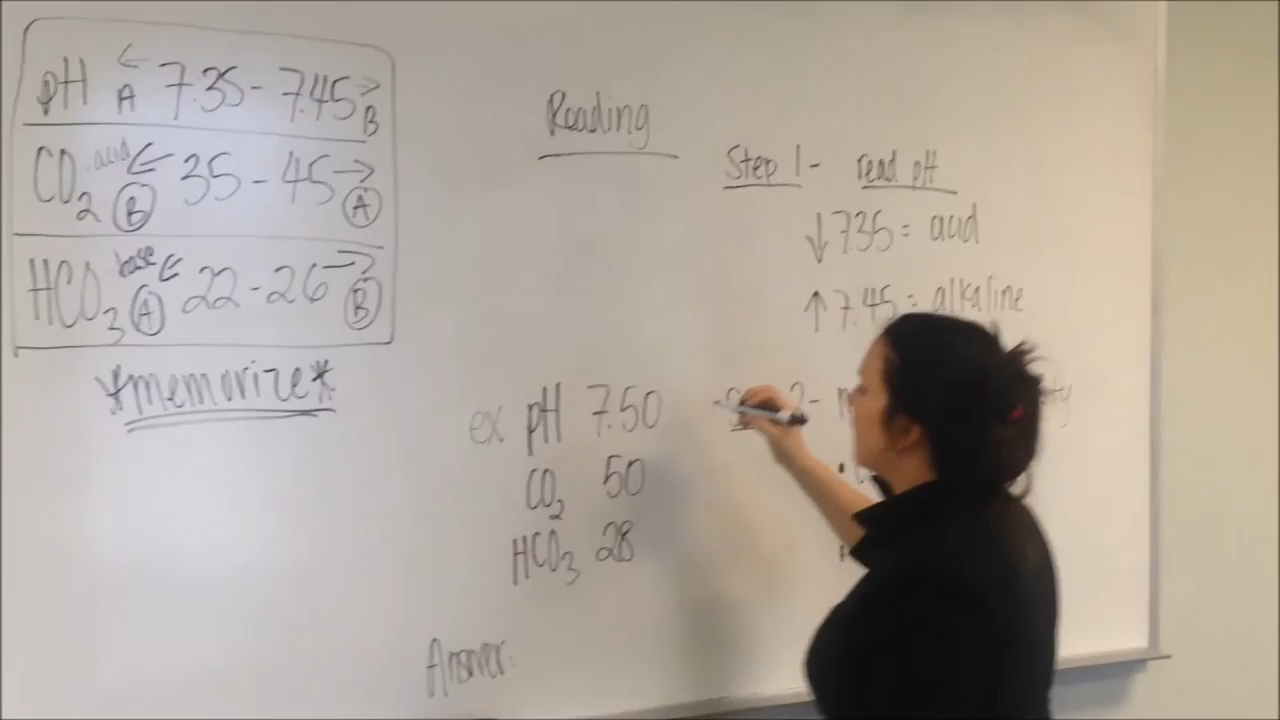 pH ← A 7.35 - 7.45 → B
CO2 acid ← B 35 - 45 → A
HCO3 base ← A 22 - 26 → B
*memorize*
Reading
Step 1 - read pH
↓ 7.35 = acid
↑ 7.45 = alkaline
2 -
ex pH 7.50
CO2 50
HCO3 28
Answer: